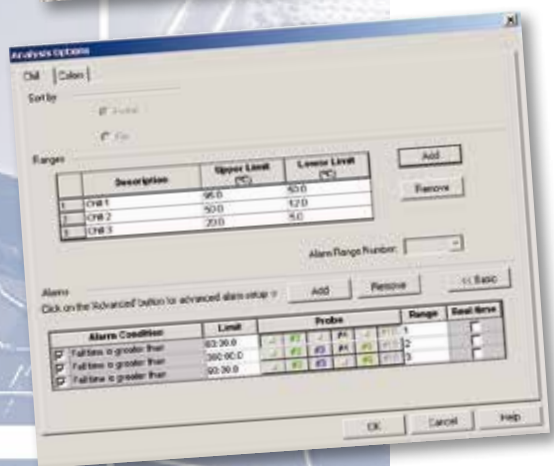 Analysis Options
Chill Colors
Sort by
Probe
Ranges
Description Upper Limit (°C) Lower Limit (°C)
1 Chill 1 95.0 50.0
2 Chill 2 50.0 12.0
3 Chill 3 20.0 5.0
Add
Remove
Alarm Range Number:
Alarms
Click on the 'Advanced' button for advanced alarm setup
Add Remove << Basic
Alarm Condition Limit Probe Range Real-time
Fall time is greater than 1
Fall time is greater than 2
Fall time is greater than 3
OK Cancel Help